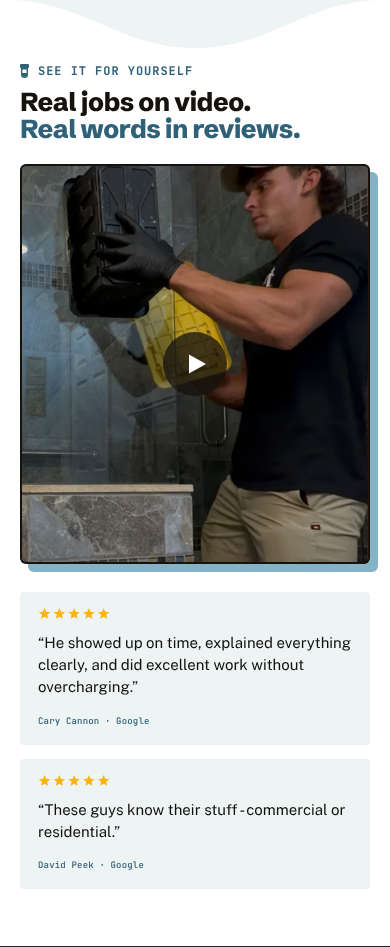 SEE IT FOR YOURSELF
Real jobs on video.
Real words in reviews.
“He showed up on time, explained everything
clearly, and did excellent work without
overcharging.”
Cary Cannon · Google
“These guys know their stuff - commercial or
residential.”
David Peek · Google